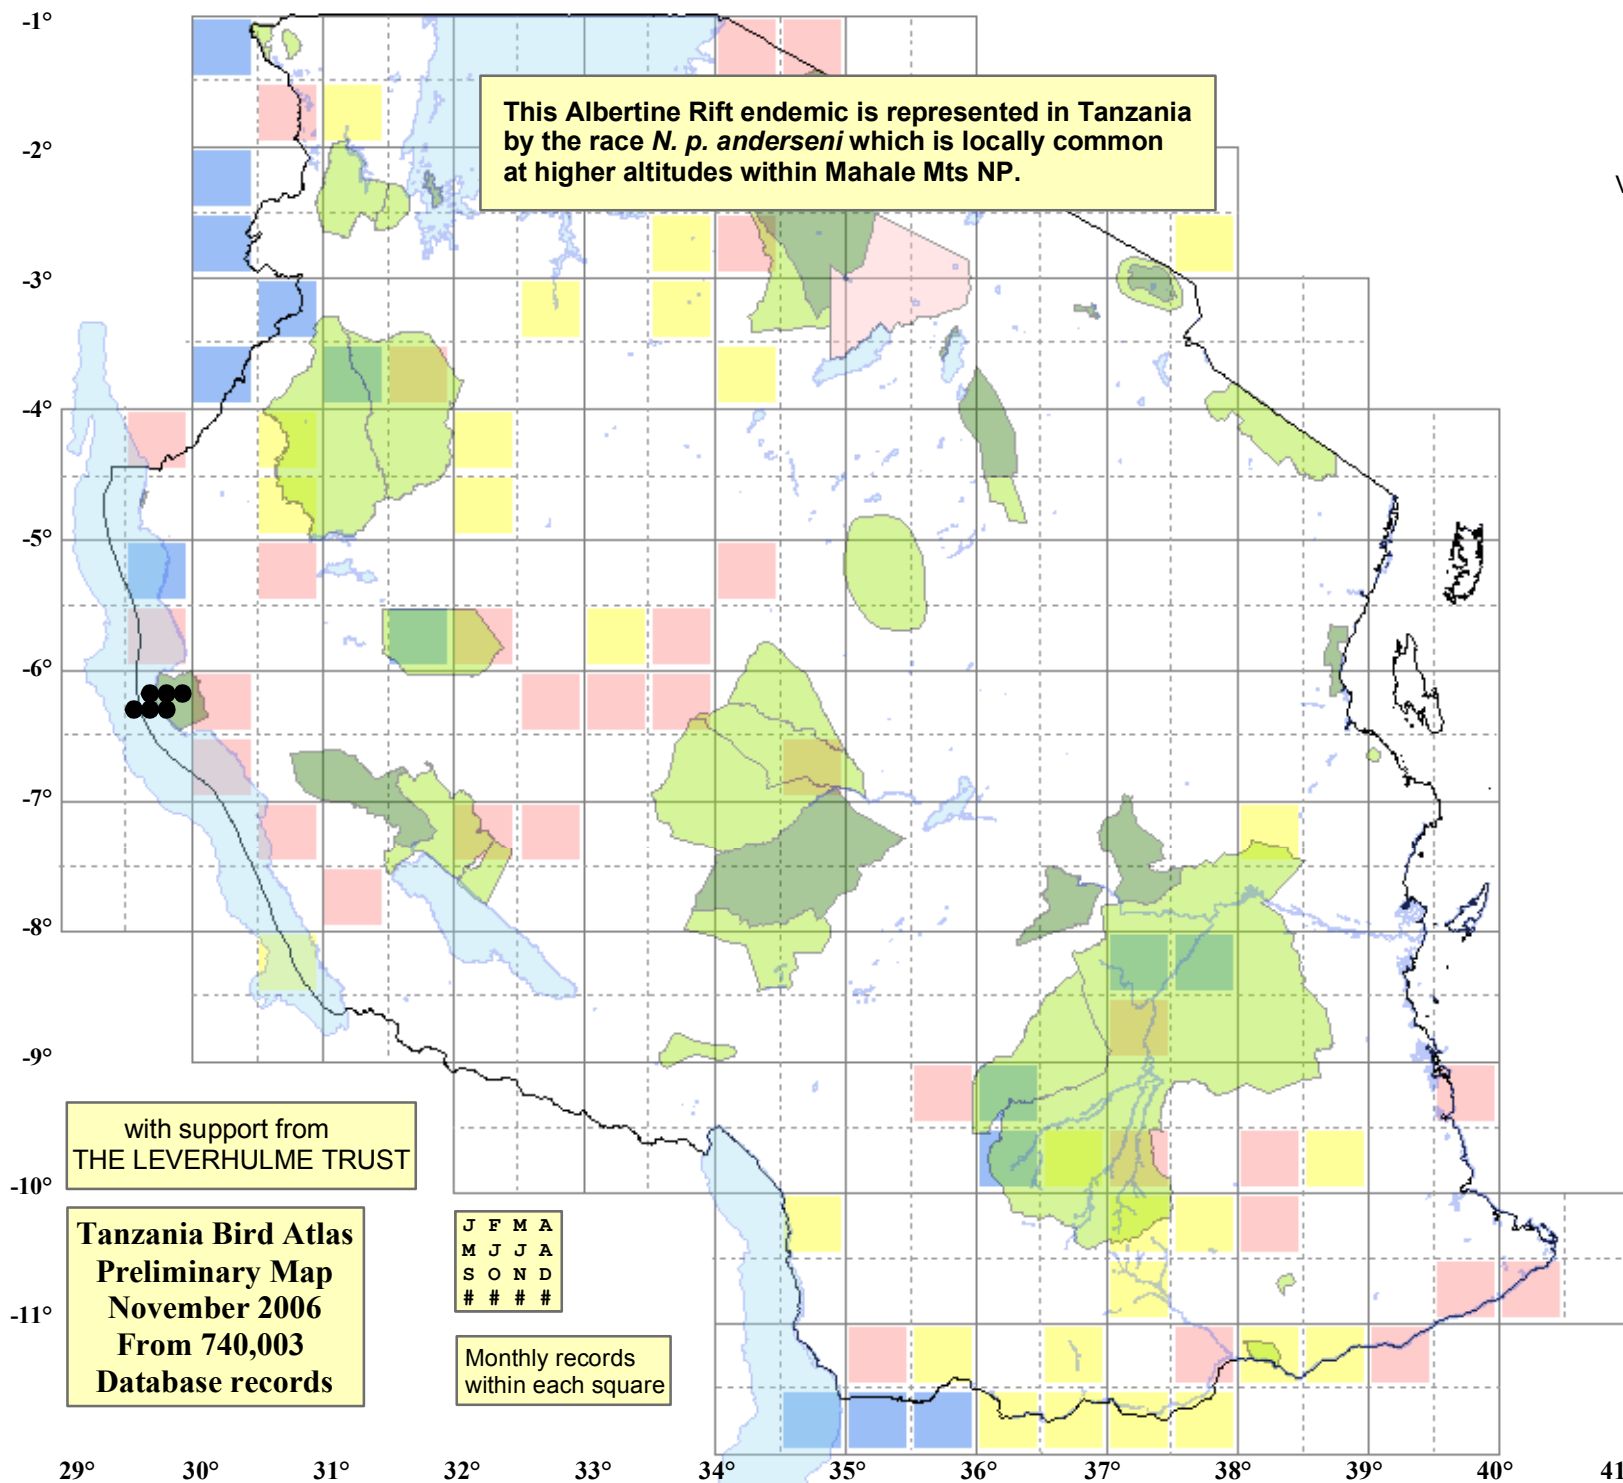 -1°
This Albertine Rift endemic is represented in Tanzania
by the race N. p. anderseni which is locally common
at higher altitudes within Mahale Mts NP.
-2°
-3°
-4°
-5°
-6°
-7°
-8°
-9°
with support from
THE LEVERHULME TRUST
-10°
Tanzania Bird Atlas
Preliminary Map
November 2006
From 740,003
Database records
J F M A
M J J A
S O N D
# # # #
-11°
Monthly records
within each square
29° 30° 31° 32° 33° 34° 35° 36° 37° 38° 39° 40° 41